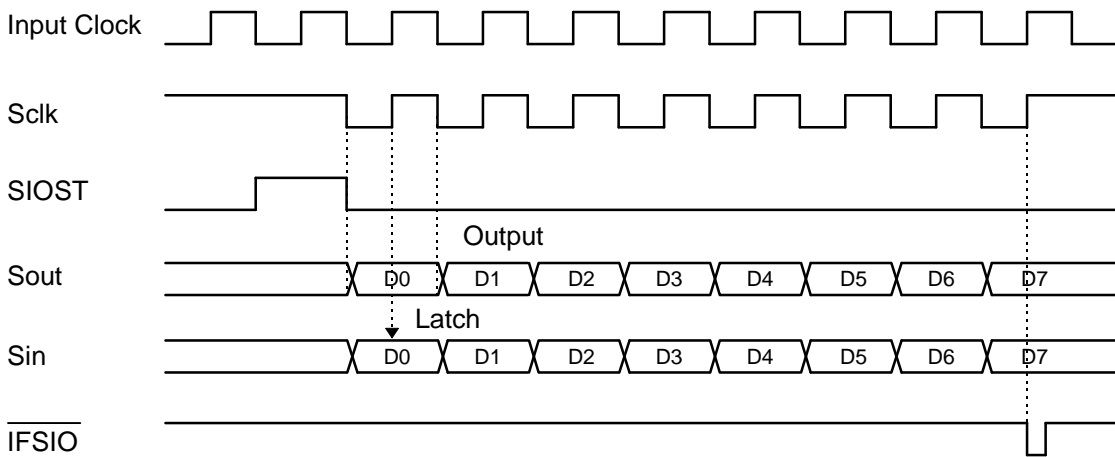 Input Clock
Sclk
SIOST
Output
Sout D0 D1 D2 D3 D4 D5 D6 D7
Latch
Sin D0 D1 D2 D3 D4 D5 D6 D7
IFSIO